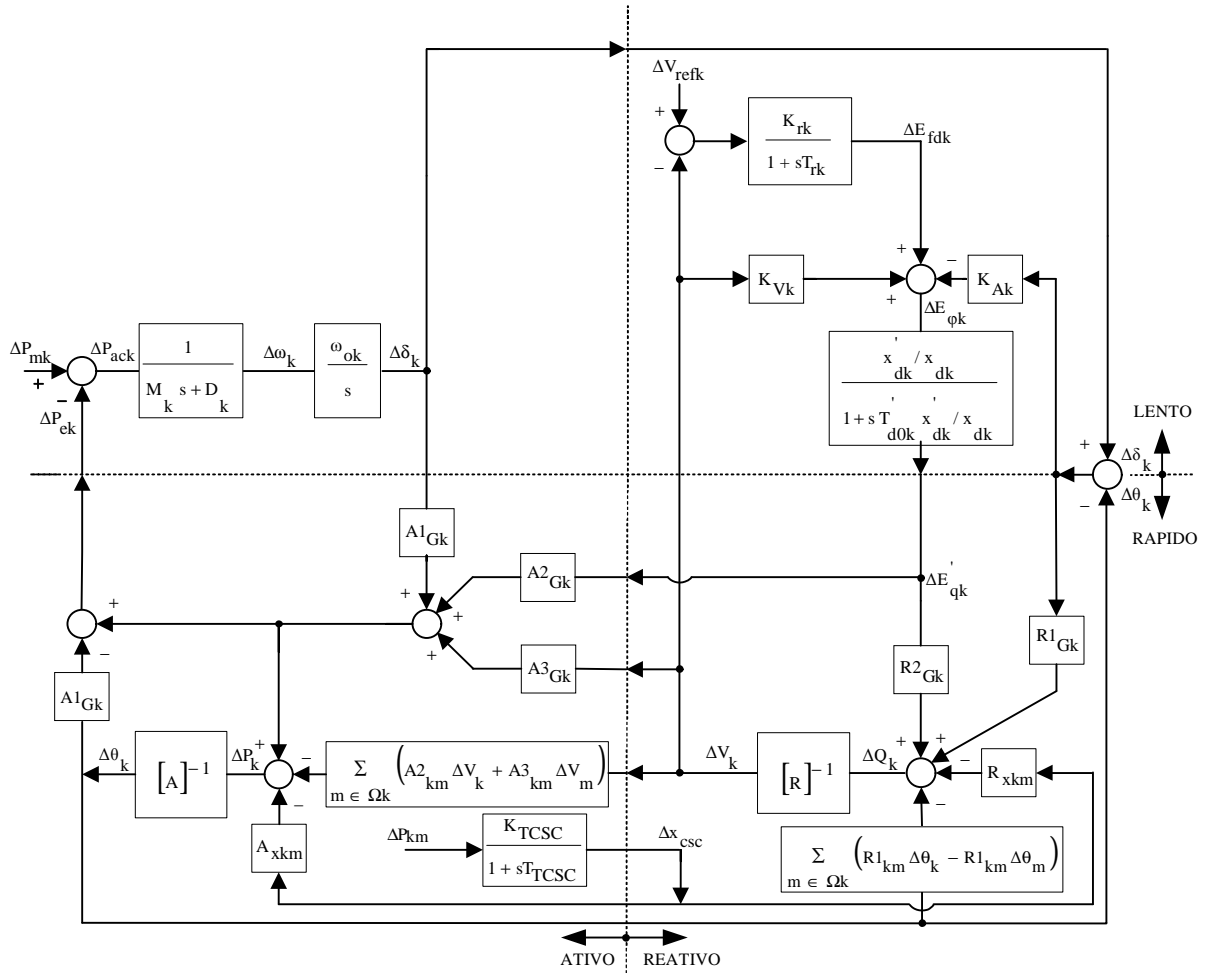 ΔV_refk
+
−
K_rk
1 + sT_rk
ΔE_fdk
+
K_Vk
+
−
K_Ak
ΔE_φk
x'_dk / x_dk
1 + s T'_d0k x'_dk / x_dk
ΔP_mk
+
ΔP_ack
1
M_k s + D_k
Δω_k
ω_ok
s
Δδ_k
−
ΔP_ek
LENTO
+
Δδ_k
Δθ_k
−
RAPIDO
A1_Gk
A2_Gk
ΔE'_qk
+
+
+
+
−
R1_Gk
A3_Gk
R2_Gk
A1_Gk
Δθ_k
[A]⁻¹
ΔP_k
+
−
−
Σ
m ∈ Ωk
(A2_km ΔV_k + A3_km ΔV_m)
ΔV_k
[R]⁻¹
ΔQ_k
+
+
−
−
R_xkm
A_xkm
ΔP_km
K_TCSC
1 + sT_TCSC
Δx_csc
Σ
m ∈ Ωk
(R1_km Δθ_k − R1_km Δθ_m)
ATIVO
REATIVO